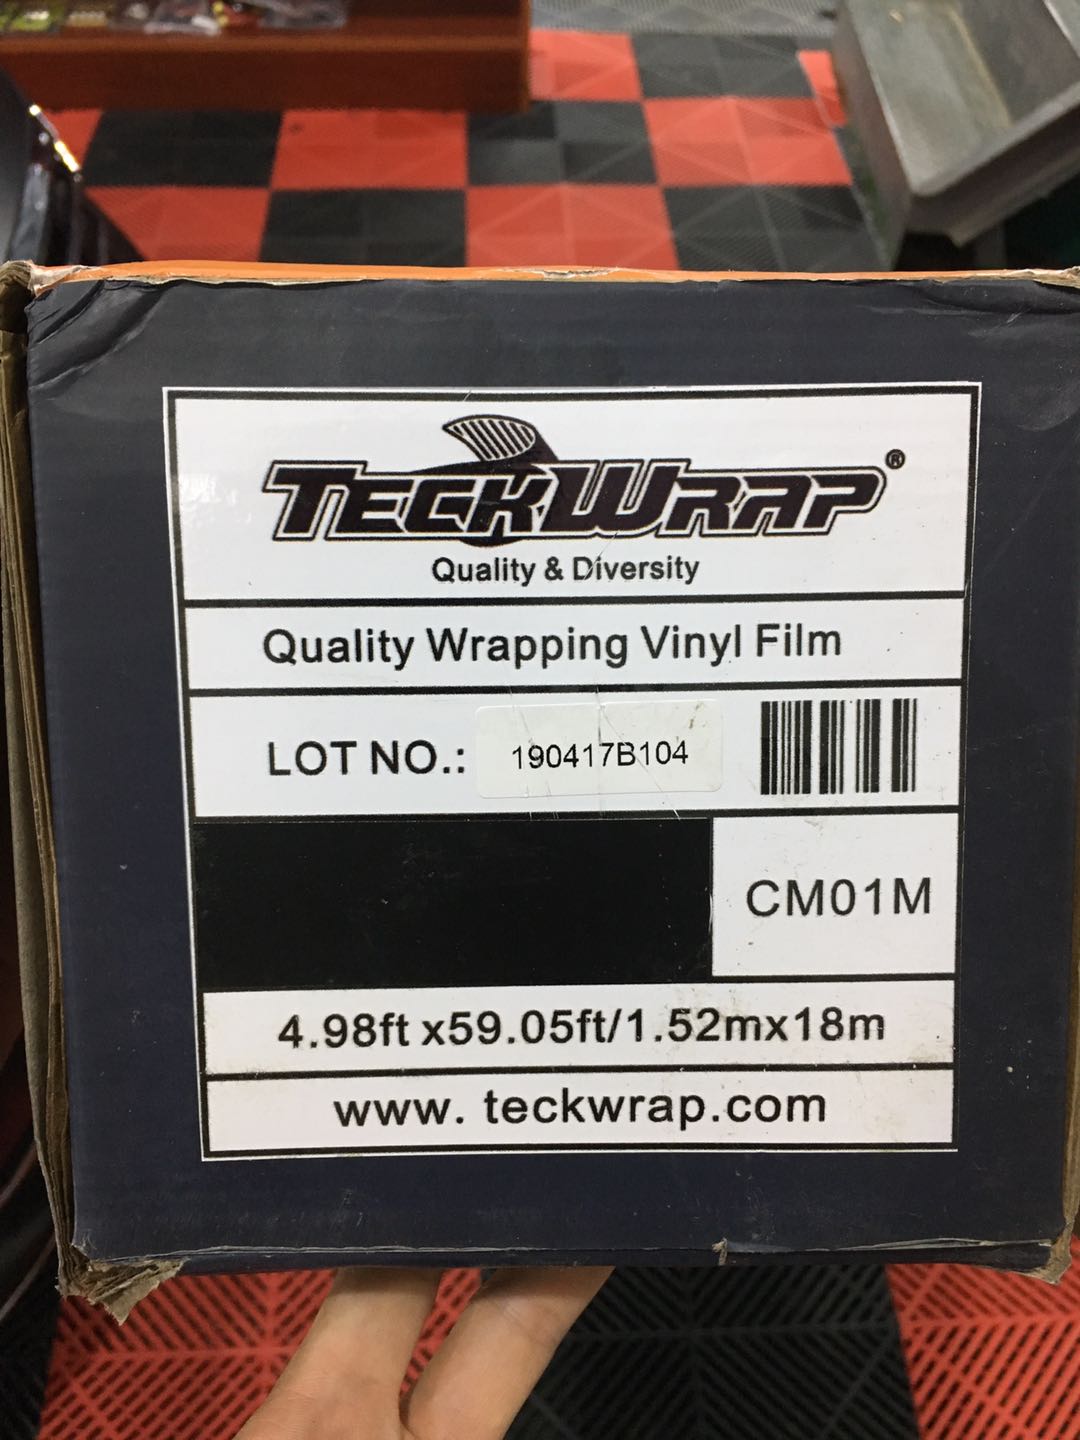 TECKWRAP®
Quality & Diversity
Quality Wrapping Vinyl Film
LOT NO.: 190417B104
CM01M
4.98ft x59.05ft/1.52mx18m
www. teckwrap.com